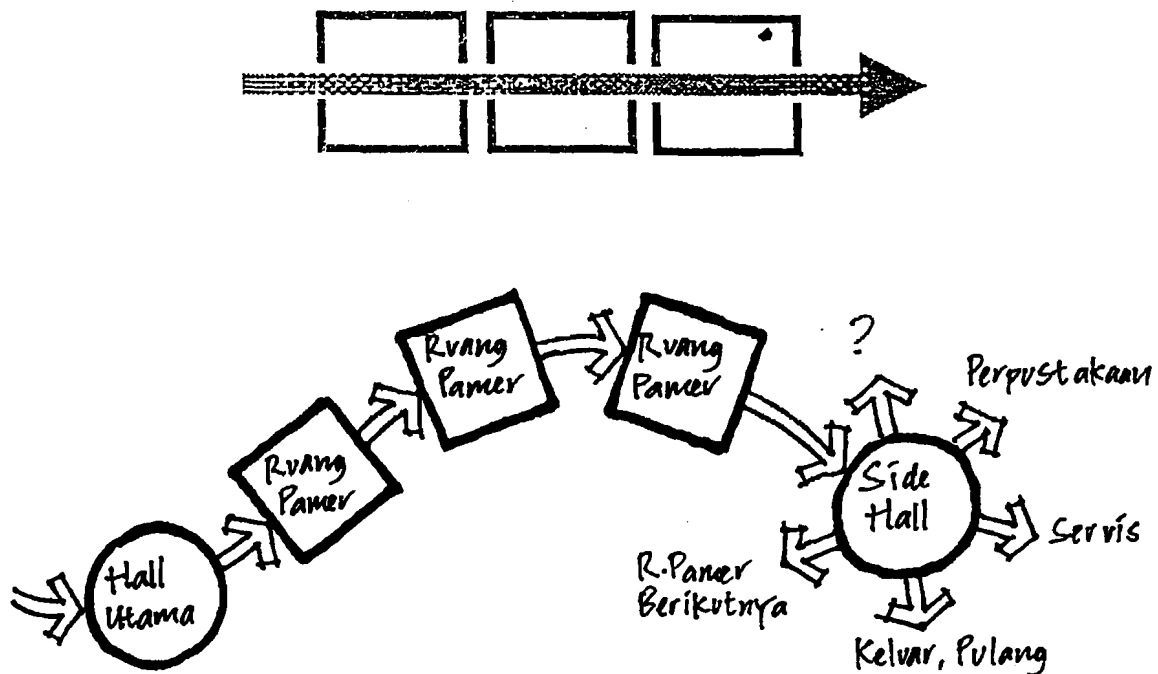 ?
Perpustakaan
Ruang
Pamer
Ruang
Pamer
Ruang
Pamer
Side
Hall
Servis
Hall
Utama
R.Pamer
Berikutnya
Keluar, Pulang